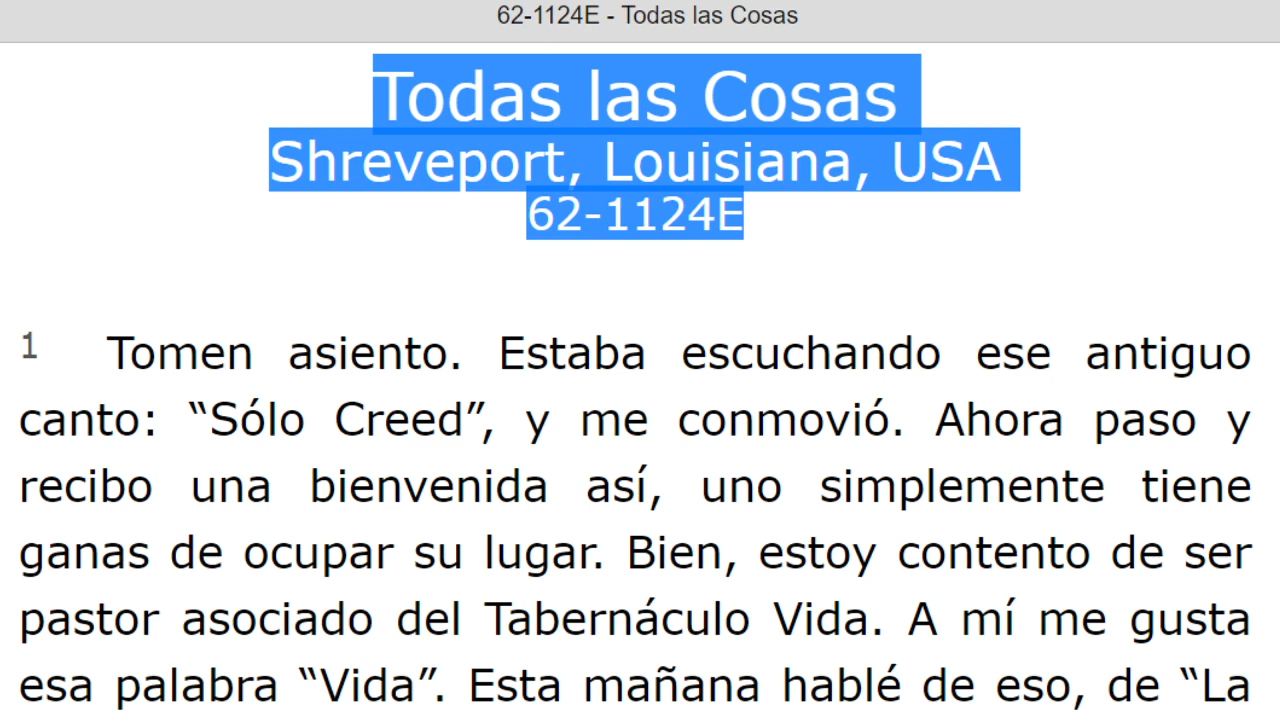 62-1124E - Todas las Cosas
Todas las Cosas
Shreveport, Louisiana, USA
62-1124E
1 Tomen asiento. Estaba escuchando ese antiguo
canto: “Sólo Creed”, y me conmovió. Ahora paso y
recibo una bienvenida así, uno simplemente tiene
ganas de ocupar su lugar. Bien, estoy contento de ser
pastor asociado del Tabernáculo Vida. A mí me gusta
esa palabra “Vida”. Esta mañana hablé de eso, de “La